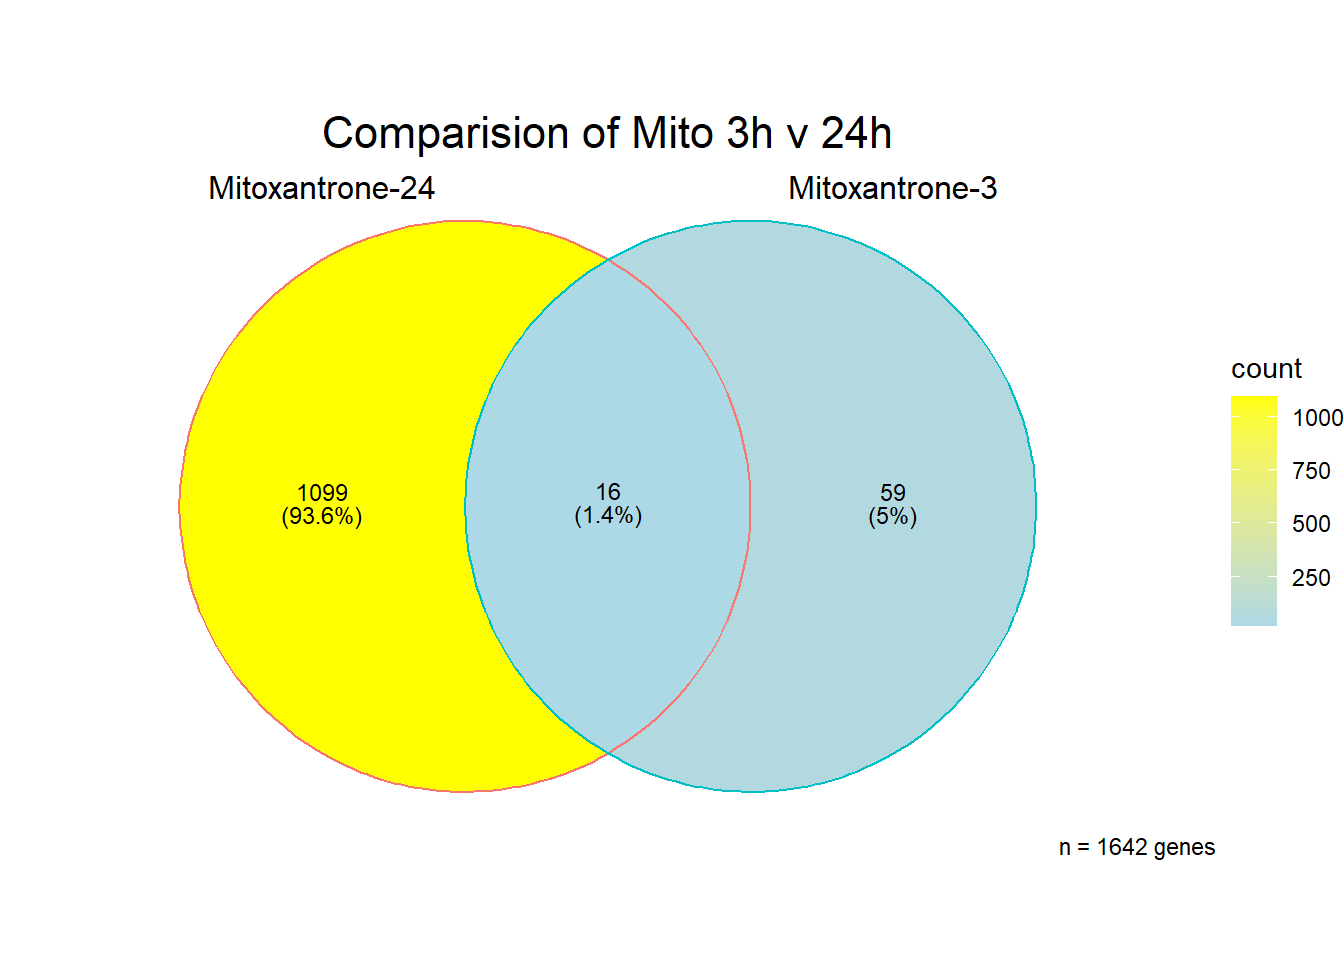 Comparision of Mito 3h v 24h
Mitoxantrone-24
Mitoxantrone-3
1099
(93.6%)
16
(1.4%)
59
(5%)
count
1000
750
500
250
n = 1642 genes